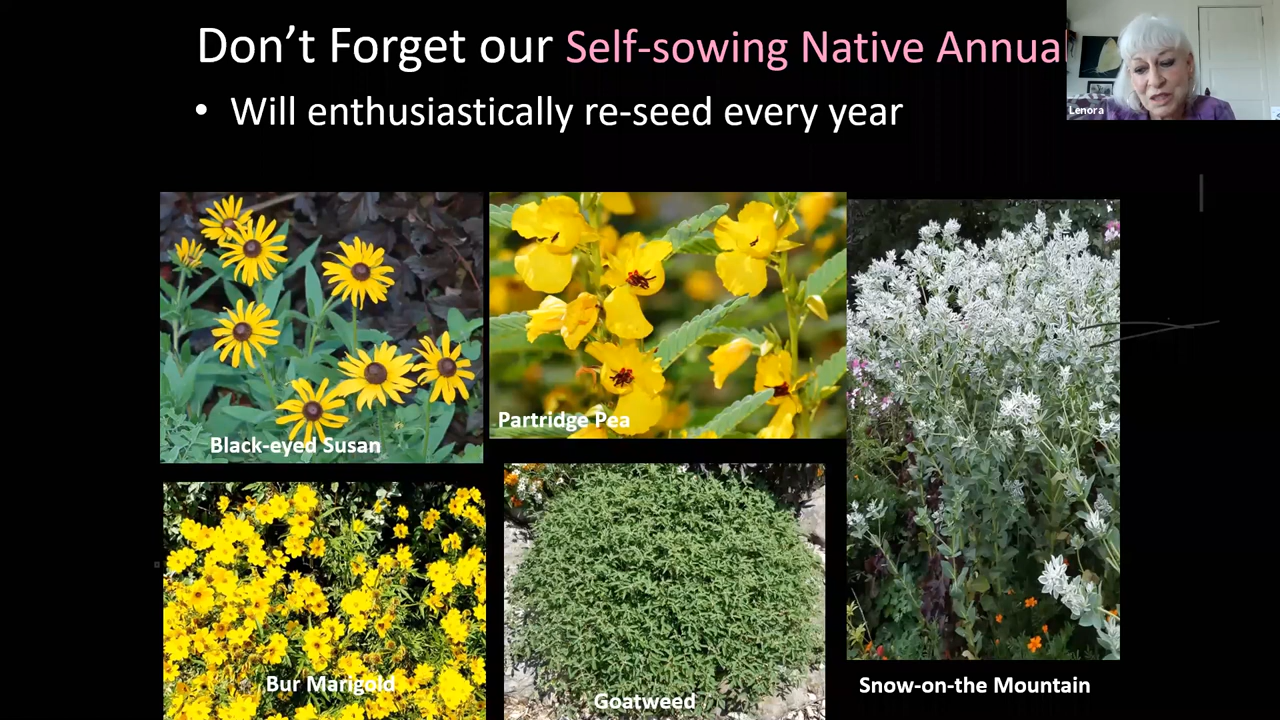 Don't Forget our Self-sowing Native Annual
• Will enthusiastically re-seed every year
Lenora
Black-eyed Susan
Partridge Pea
Bur Marigold
Goatweed
Snow-on-the Mountain